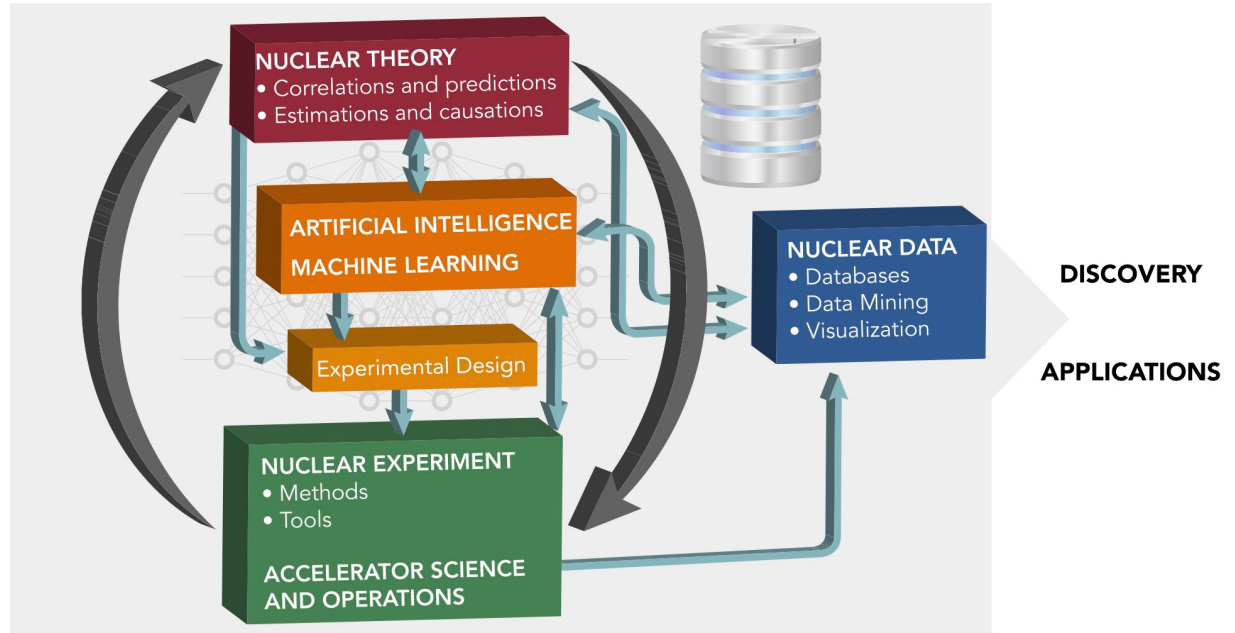 NUCLEAR THEORY
• Correlations and predictions
• Estimations and causations
ARTIFICIAL INTELLIGENCE
MACHINE LEARNING
Experimental Design
NUCLEAR EXPERIMENT
• Methods
• Tools
ACCELERATOR SCIENCE
AND OPERATIONS
NUCLEAR DATA
• Databases
• Data Mining
• Visualization
DISCOVERY
APPLICATIONS